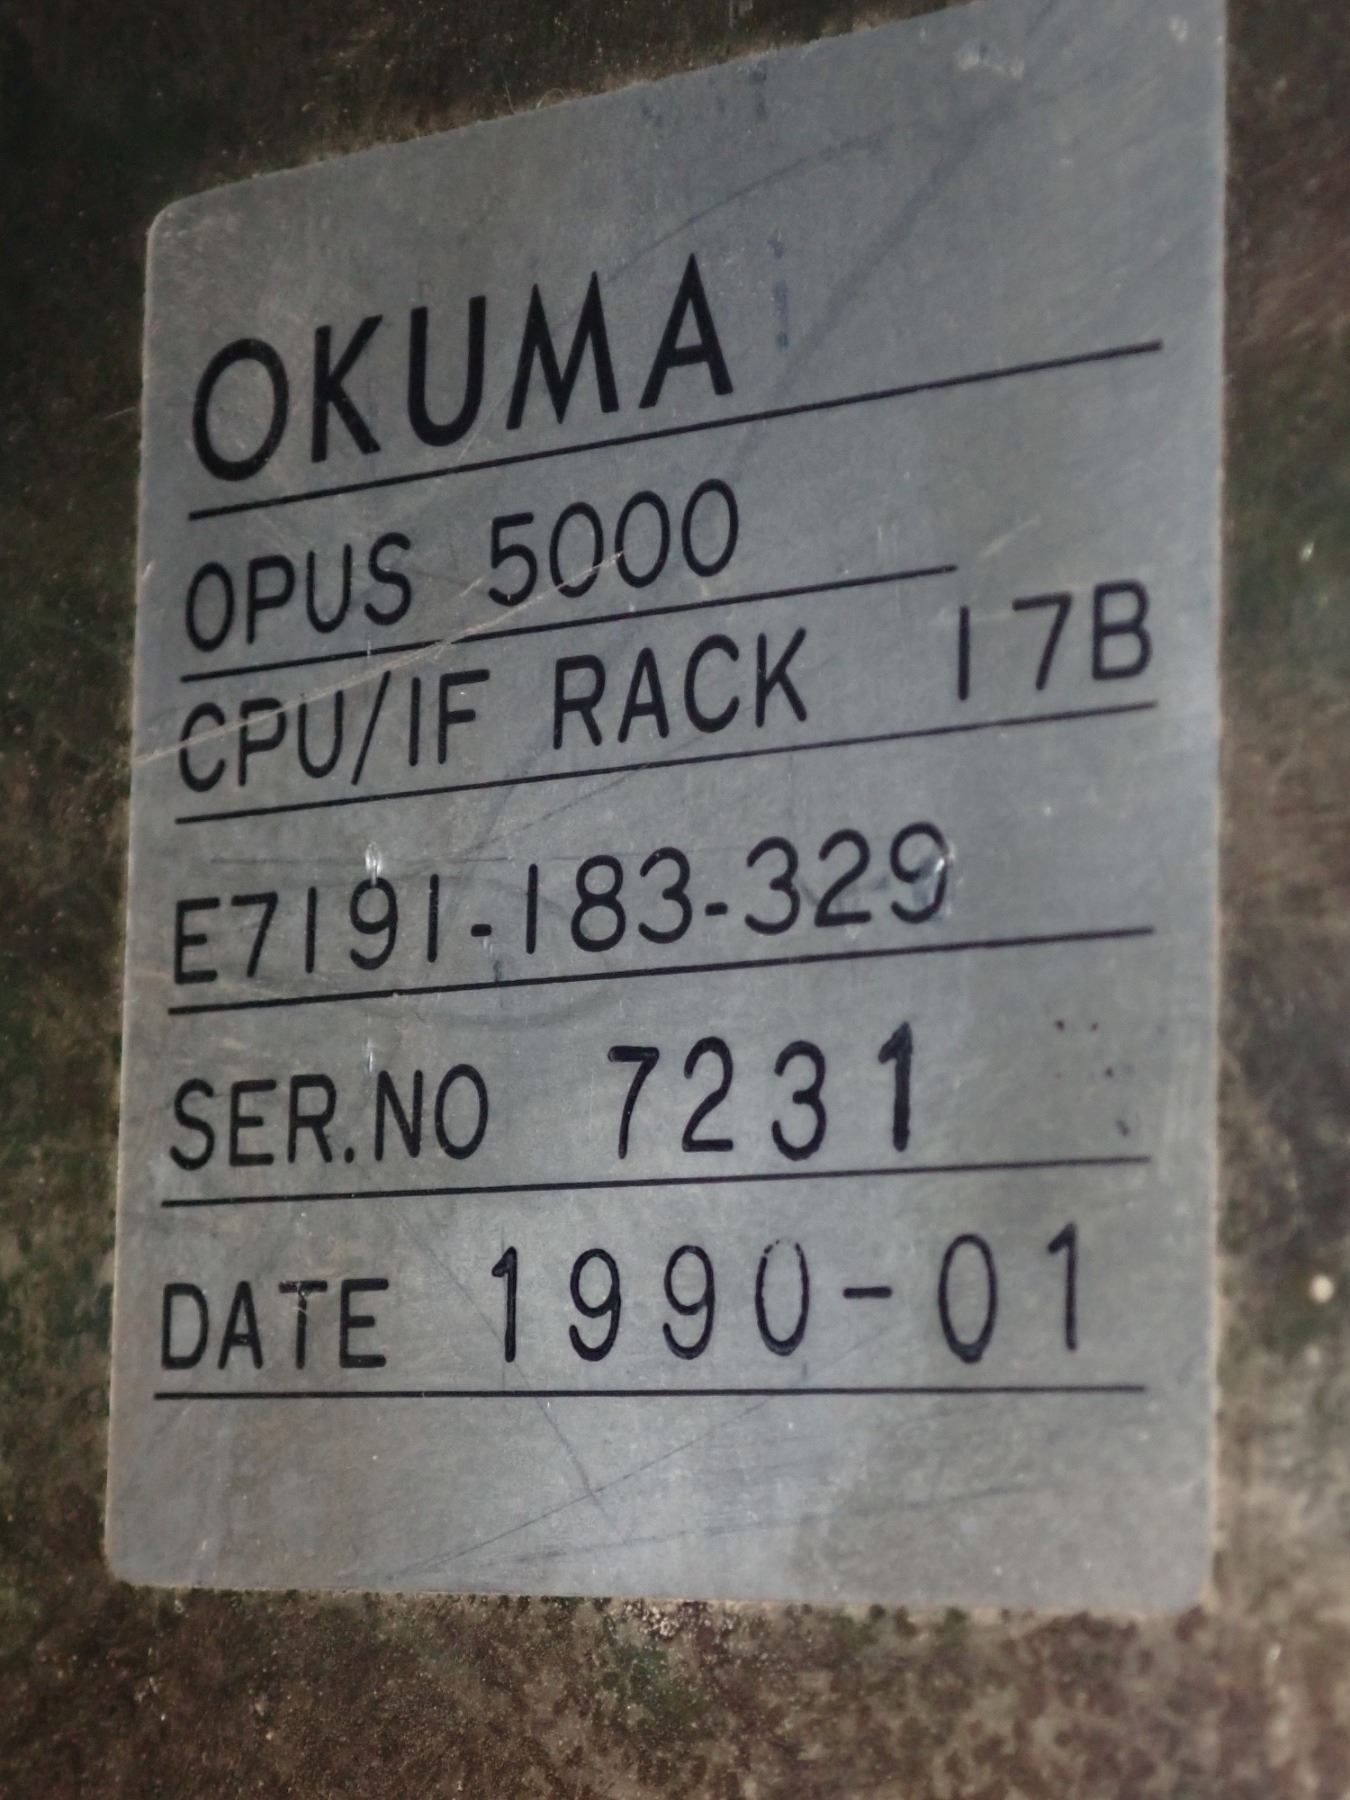 OKUMA
OPUS 5000
CPU/IF RACK 17B
E7191-183-329
SER.NO 7231
DATE 1990-01